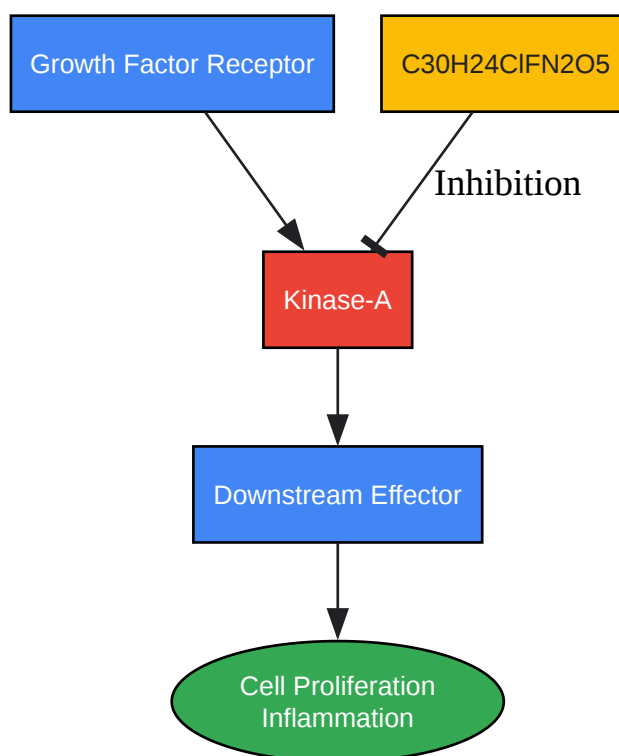 Growth Factor Receptor
C30H24ClFN2O5
Inhibition
Kinase-A
Downstream Effector
Cell Proliferation
Inflammation